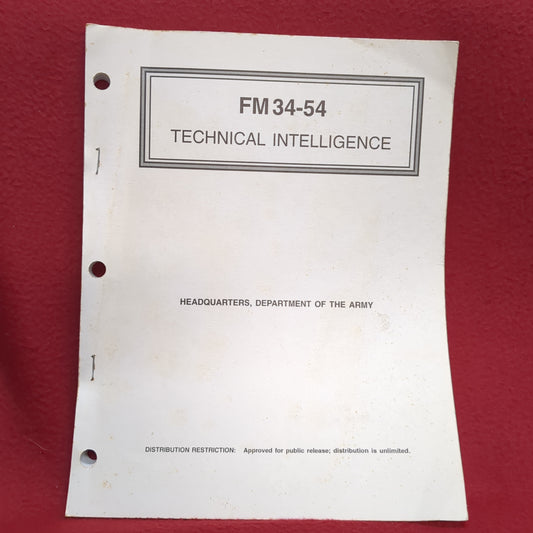 FM 34-54
TECHNICAL INTELLIGENCE
HEADQUARTERS, DEPARTMENT OF THE ARMY
DISTRIBUTION RESTRICTION: Approved for public release; distribution is unlimited.